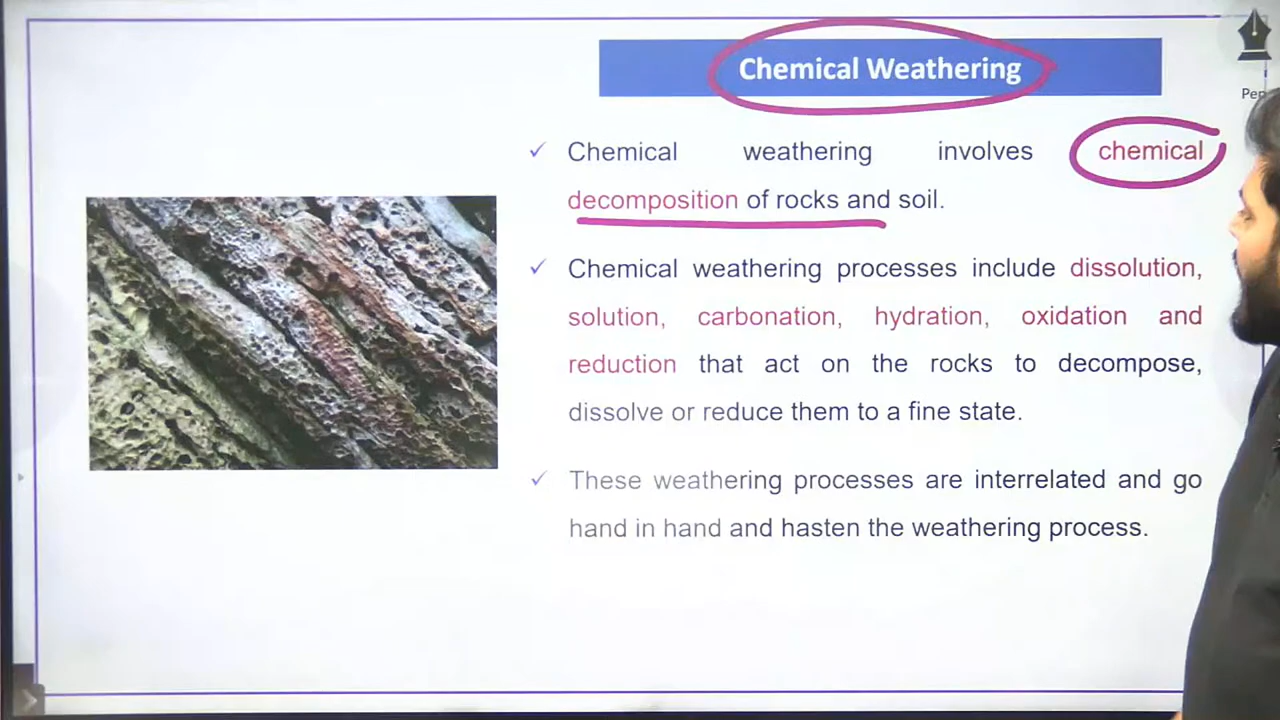 Chemical Weathering
Pen
✓ Chemical weathering involves chemical
decomposition of rocks and soil.
✓ Chemical weathering processes include dissolution,
solution, carbonation, hydration, oxidation and
reduction that act on the rocks to decompose,
dissolve or reduce them to a fine state.
✓ These weathering processes are interrelated and go
hand in hand and hasten the weathering process.